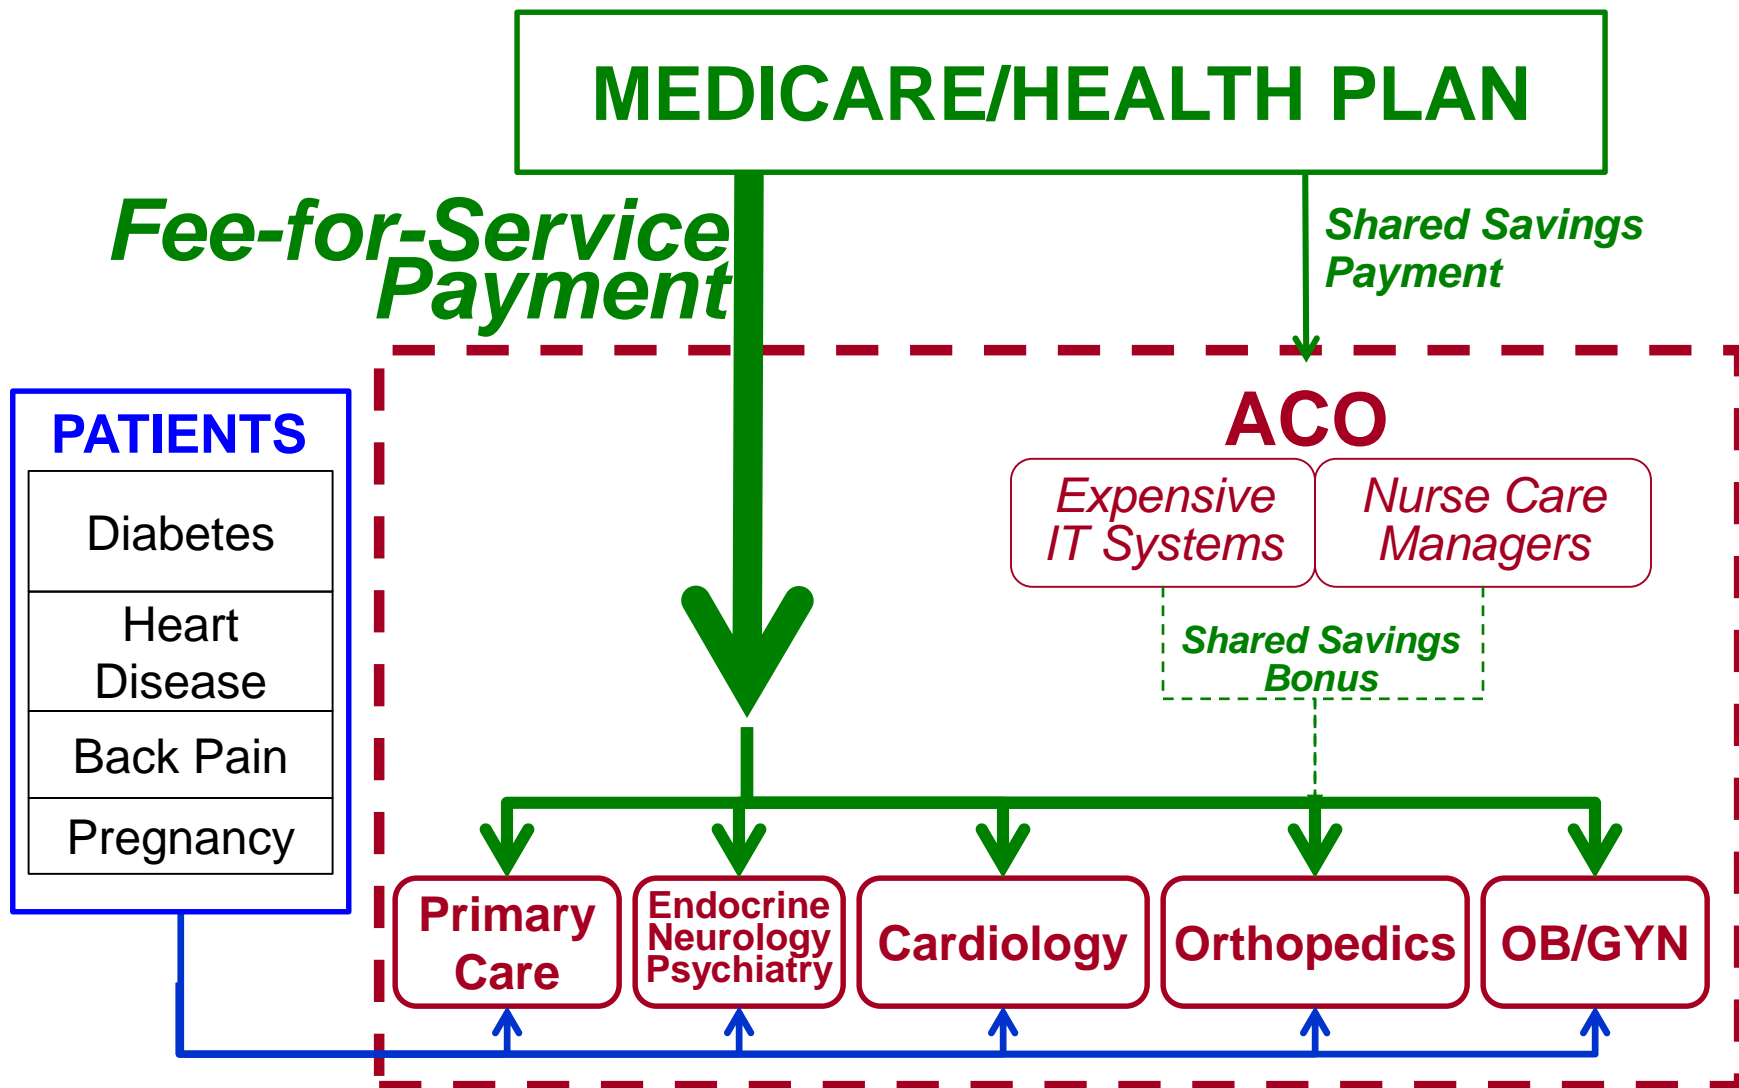 MEDICARE/HEALTH PLAN
Fee-for-Service
Payment
Shared Savings
Payment
PATIENTS
Diabetes
Heart
Disease
Back Pain
Pregnancy
ACO
Expensive
IT Systems
Nurse Care
Managers
Shared Savings
Bonus
Primary
Care
Endocrine
Neurology
Psychiatry
Cardiology
Orthopedics
OB/GYN